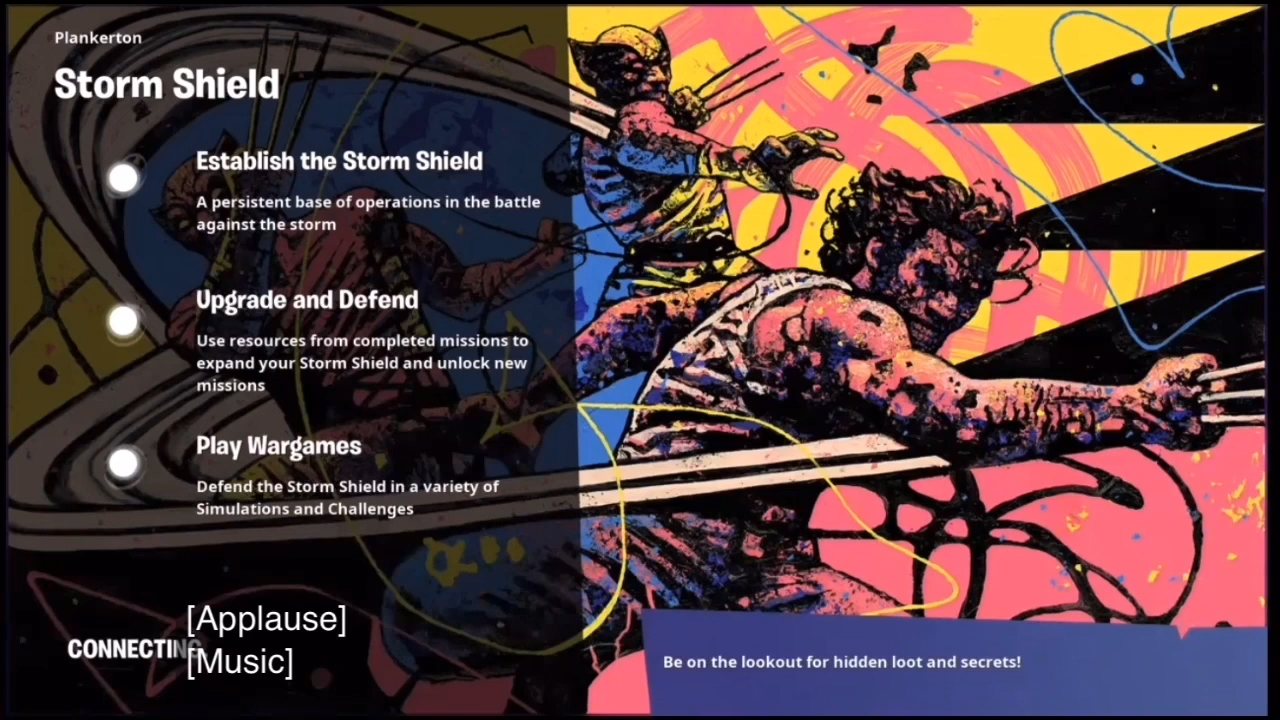 Plankerton
Storm Shield
Establish the Storm Shield
A persistent base of operations in the battle
against the storm
Upgrade and Defend
Use resources from completed missions to
expand your Storm Shield and unlock new
missions
Play Wargames
Defend the Storm Shield in a variety of
Simulations and Challenges
[Applause]
CONNECTING
[Music]
Be on the lookout for hidden loot and secrets!